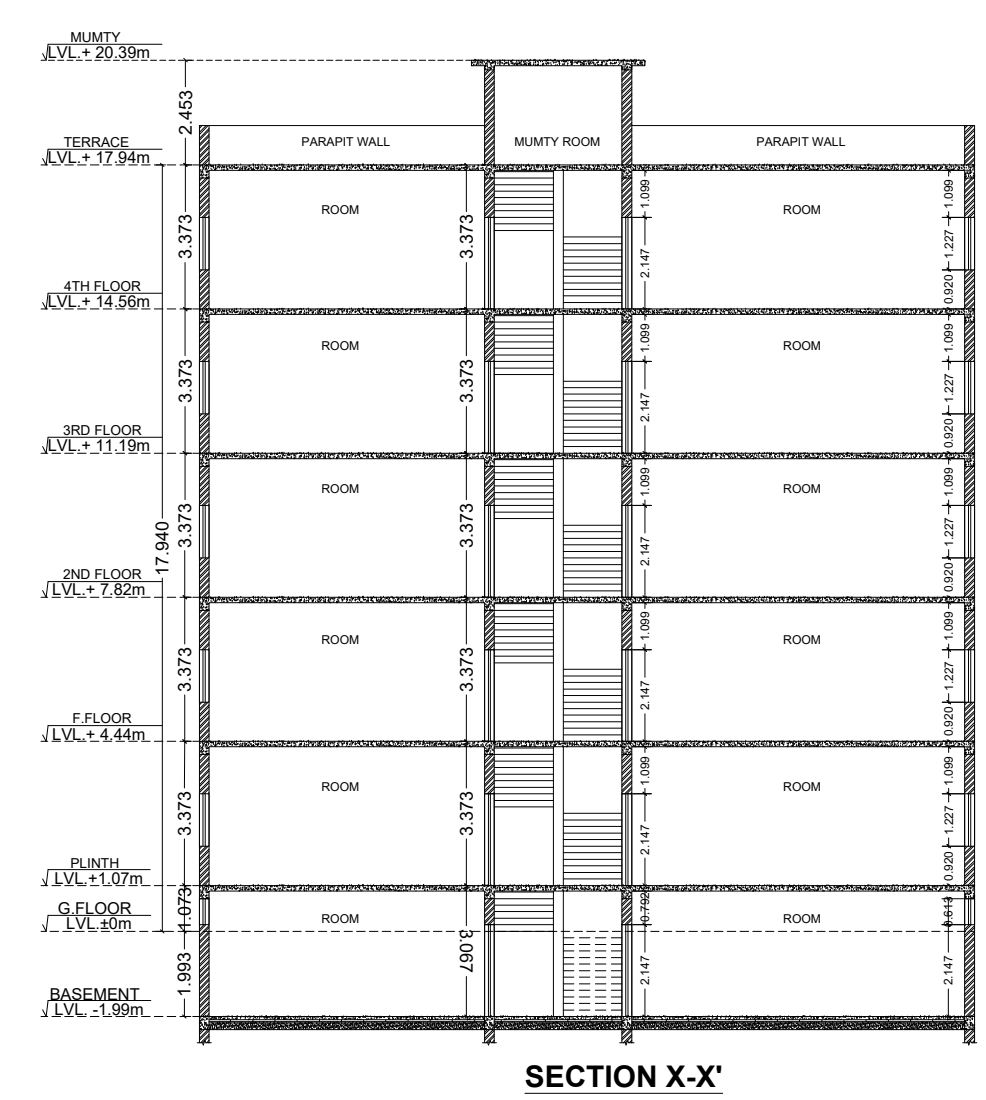 MUMTY
LVL.+ 20.39m
2.453
TERRACE
LVL.+ 17.94m
PARAPIT WALL
MUMTY ROOM
PARAPIT WALL
ROOM
ROOM
3.373
3.373
1.099
2.147
1.099
1.227
0.920
4TH FLOOR
LVL.+ 14.56m
ROOM
ROOM
3.373
3.373
1.099
2.147
1.099
1.227
0.920
3RD FLOOR
LVL.+ 11.19m
ROOM
ROOM
17.940
3.373
3.373
1.099
2.147
1.099
1.227
0.920
2ND FLOOR
LVL.+ 7.82m
ROOM
ROOM
3.373
3.373
1.099
2.147
1.099
1.227
0.920
F.FLOOR
LVL.+ 4.44m
ROOM
ROOM
3.373
3.373
1.099
2.147
1.099
1.227
0.920
PLINTH
LVL.+1.07m
1.073
G.FLOOR
LVL.±0m
ROOM
ROOM
0.792
0.613
3.067
1.993
2.147
2.147
BASEMENT
LVL. -1.99m
SECTION X-X'